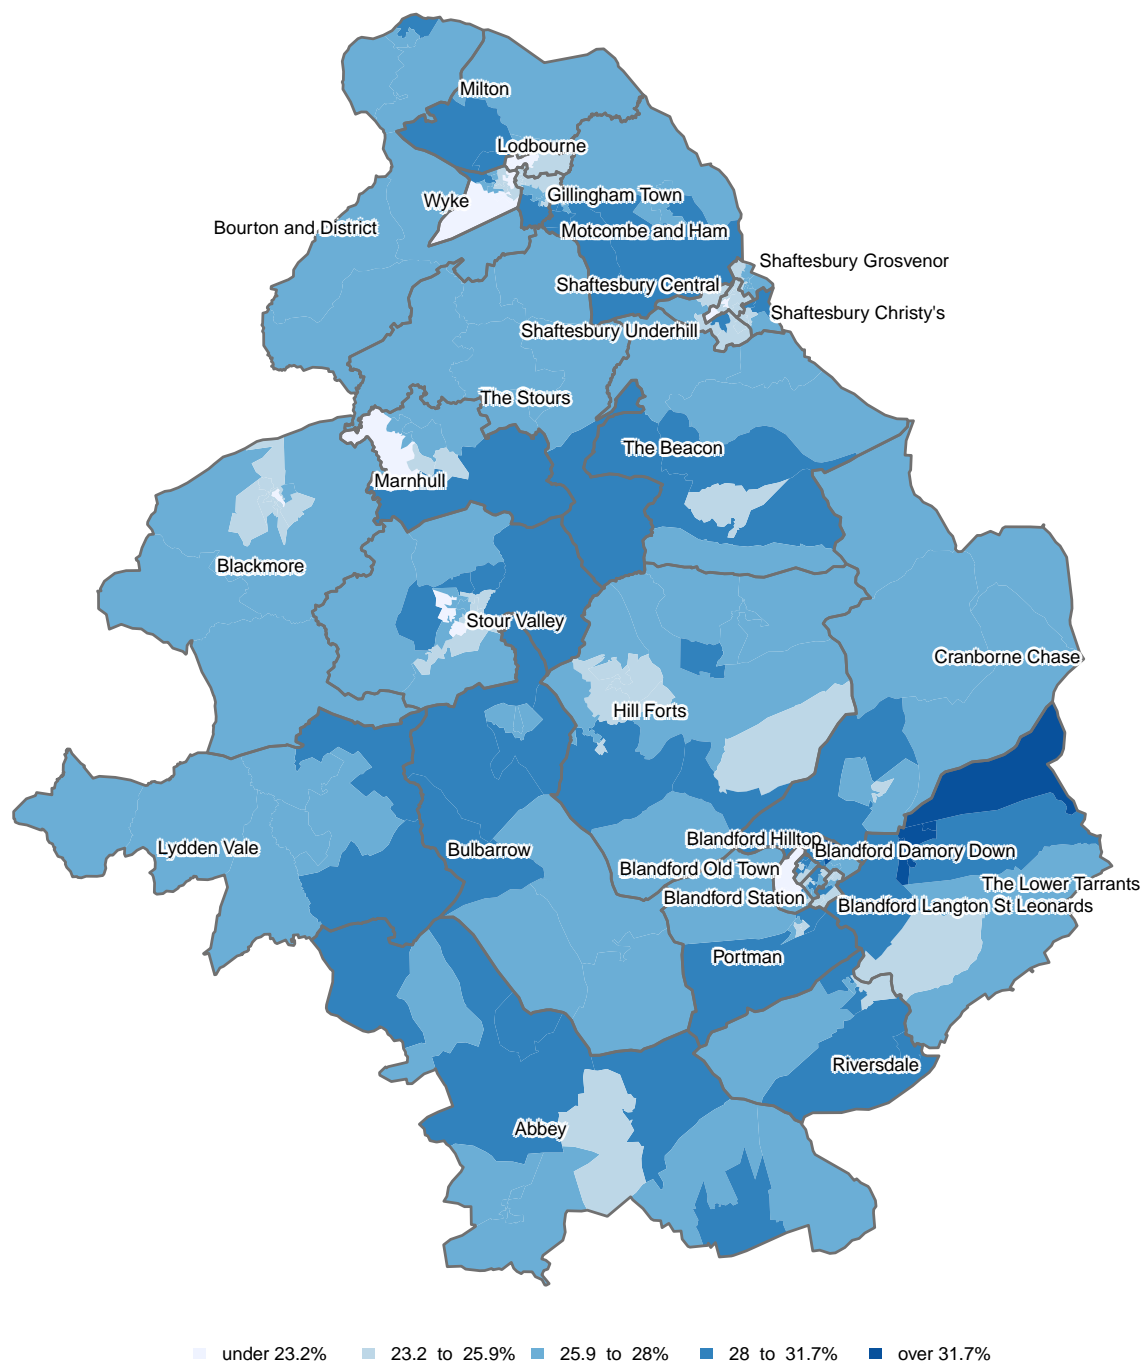 Milton
Lodbourne
Wyke
Gillingham Town
Bourton and District
Motcombe and Ham
Shaftesbury Grosvenor
Shaftesbury Central
Shaftesbury Christy's
Shaftesbury Underhill
The Stours
The Beacon
Marnhull
Blackmore
Stour Valley
Cranborne Chase
Hill Forts
Blandford Hilltop
Lydden Vale
Bulbarrow
Blandford Damory Down
Blandford Old Town
The Lower Tarrants
Blandford Station
Blandford Langton St Leonards
Portman
Riversdale
Abbey
under 23.2% 23.2 to 25.9% 25.9 to 28% 28 to 31.7% over 31.7%